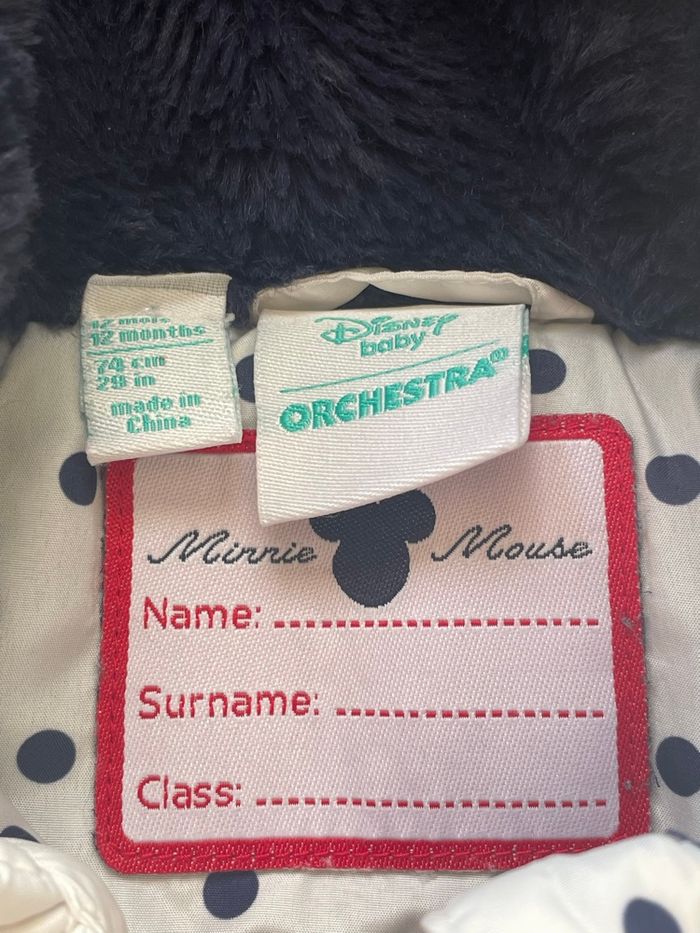 12 mois
12 months
74 cm
29 in
made in
China
Disney
baby
ORCHESTRA®
Minnie Mouse
Name:
Surname:
Class: